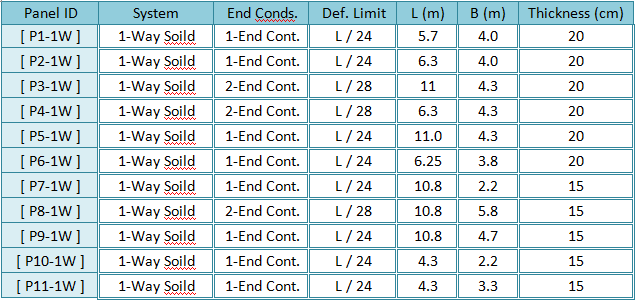 Panel ID System End Conds. Def. Limit L (m) B (m) Thickness (cm)
[ P1-1W ] 1-Way Soild 1-End Cont. L / 24 5.7 4.0 20
[ P2-1W ] 1-Way Soild 1-End Cont. L / 24 6.3 4.0 20
[ P3-1W ] 1-Way Soild 2-End Cont. L / 28 11 4.3 20
[ P4-1W ] 1-Way Soild 2-End Cont. L / 28 6.3 4.3 20
[ P5-1W ] 1-Way Soild 1-End Cont. L / 24 11.0 4.3 20
[ P6-1W ] 1-Way Soild 1-End Cont. L / 24 6.25 3.8 20
[ P7-1W ] 1-Way Soild 1-End Cont. L / 24 10.8 2.2 15
[ P8-1W ] 1-Way Soild 2-End Cont. L / 28 10.8 5.8 15
[ P9-1W ] 1-Way Soild 1-End Cont. L / 24 10.8 4.7 15
[ P10-1W ] 1-Way Soild 1-End Cont. L / 24 4.3 2.2 15
[ P11-1W ] 1-Way Soild 1-End Cont. L / 24 4.3 3.3 15